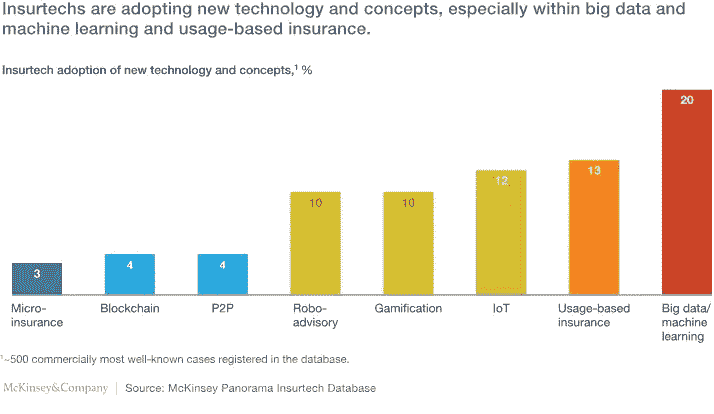 Insurtechs are adopting new technology and concepts, especially within big data and
machine learning and usage-based insurance.
Insurtech adoption of new technology and concepts,¹ %
3
4
4
10
10
12
13
20
Micro-
insurance
Blockchain
P2P
Robo-
advisory
Gamification
IoT
Usage-based
insurance
Big data/
machine
learning
¹~500 commercially most well-known cases registered in the database.
McKinsey&Company | Source: McKinsey Panorama Insurtech Database